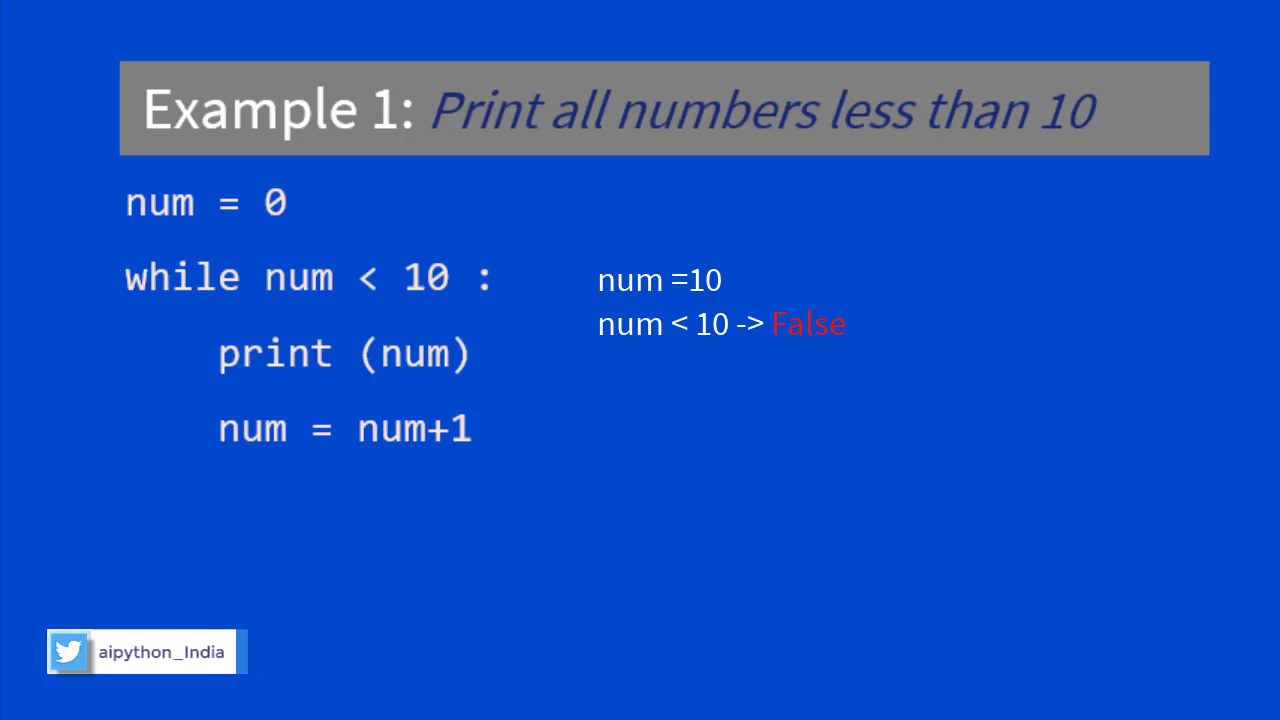 Example 1: Print all numbers less than 10
num = 0
while num < 10 :
print (num)
num = num+1
num =10
num < 10 -> False
aipython_India